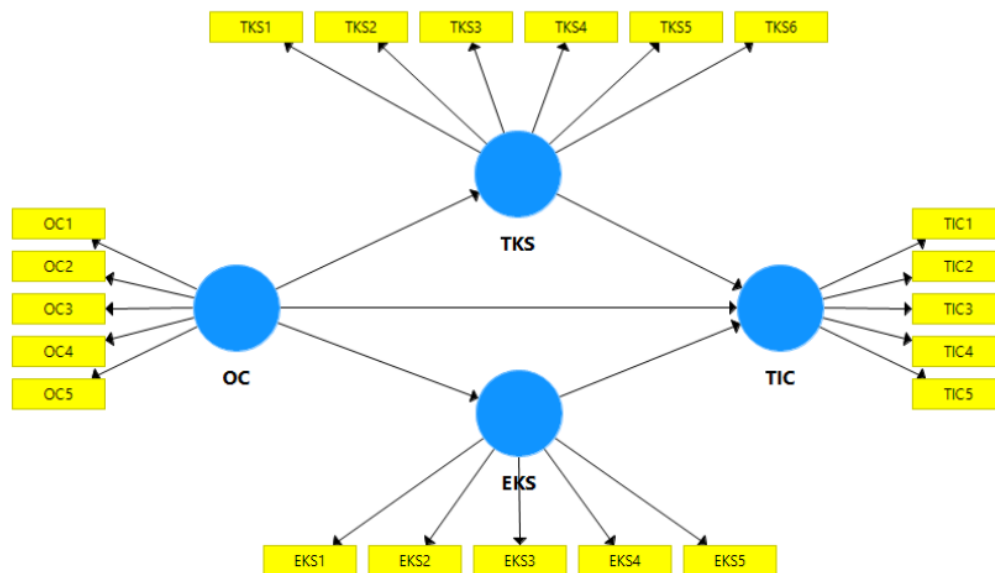 TKS1
TKS2
TKS3
TKS4
TKS5
TKS6
TKS
OC1
OC2
OC3
OC4
OC5
OC
TIC1
TIC2
TIC3
TIC4
TIC5
TIC
EKS
EKS1
EKS2
EKS3
EKS4
EKS5